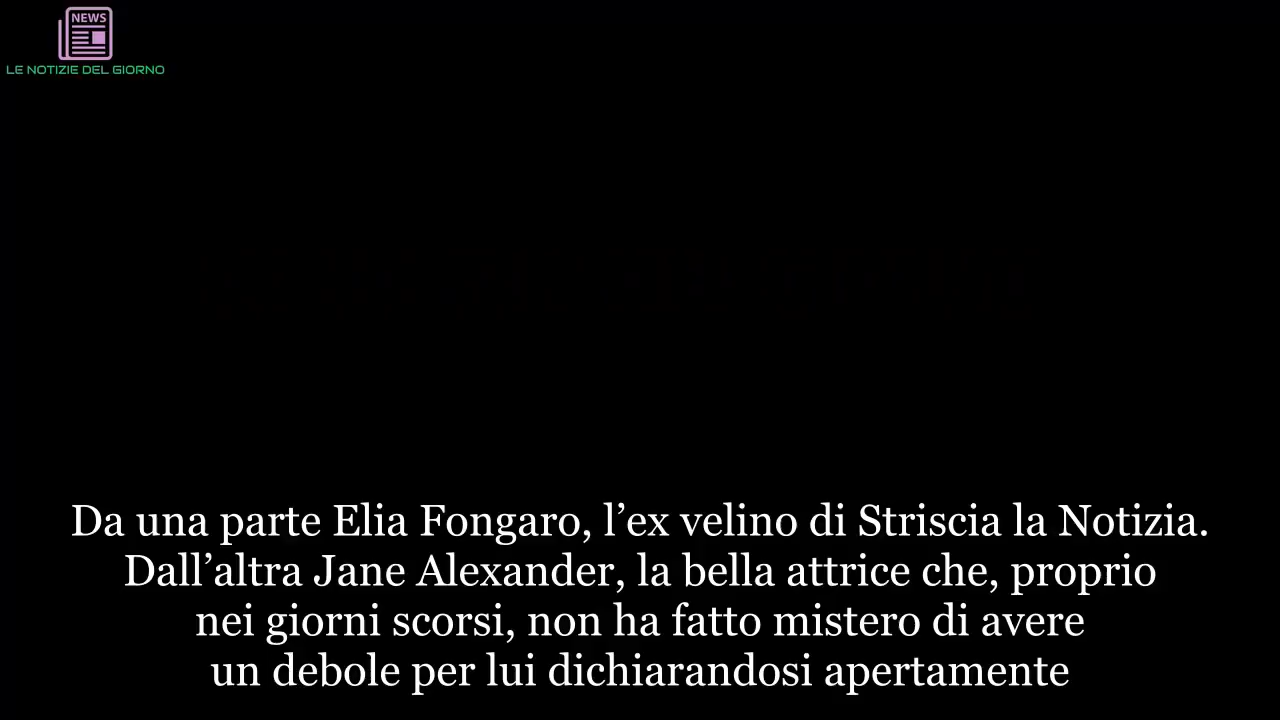 NEWS
LE NOTIZIE DEL GIORNO
Da una parte Elia Fongaro, l’ex velino di Striscia la Notizia.
Dall’altra Jane Alexander, la bella attrice che, proprio
nei giorni scorsi, non ha fatto mistero di avere
un debole per lui dichiarandosi apertamente